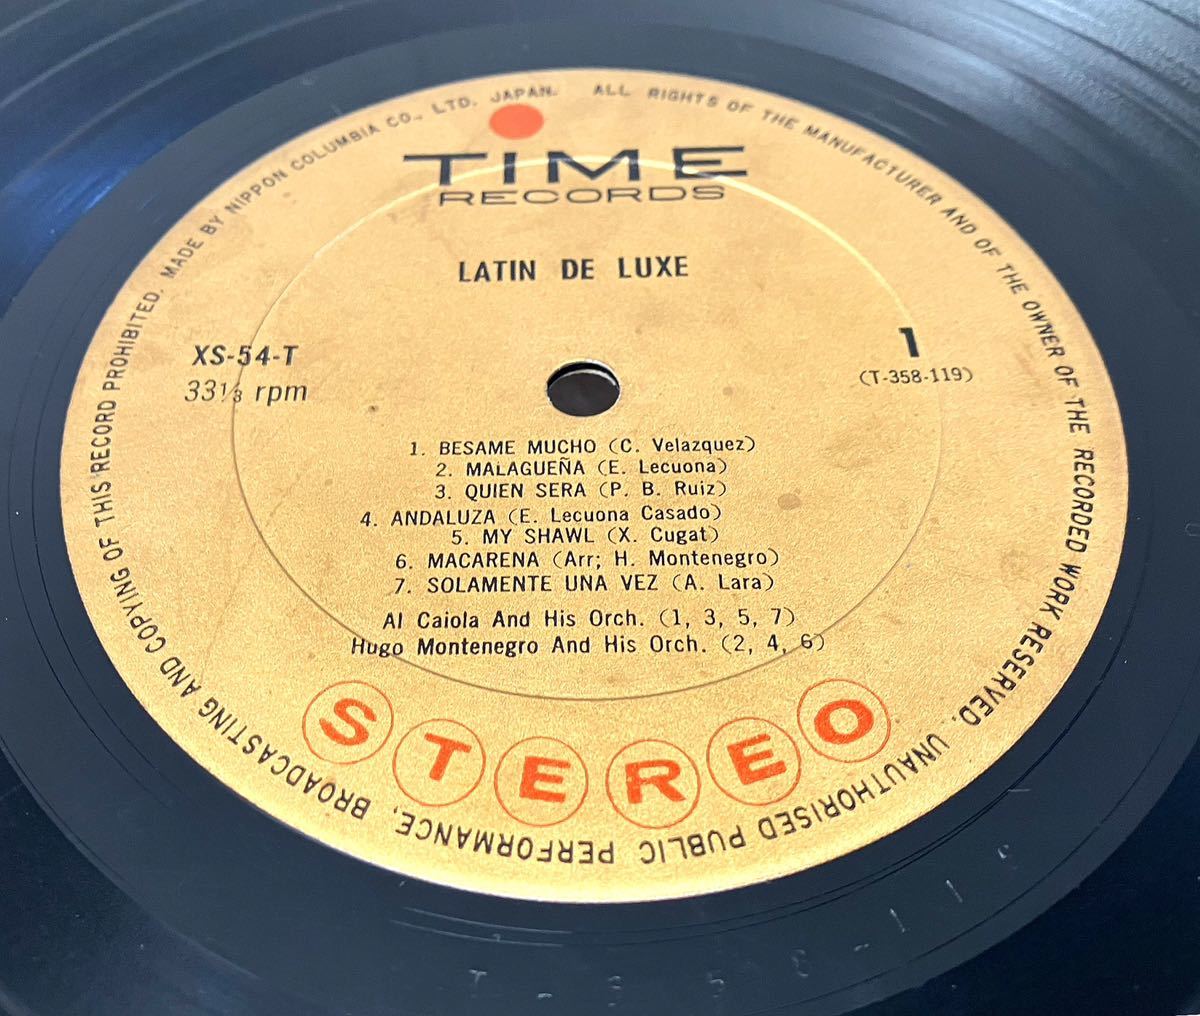 TIME
RECORDS
LATIN DE LUXE
XS-54-T
33 1/3 rpm
1
(T-358-119)
1. BESAME MUCHO (C. Velazquez)
2. MALAGUEÑA (E. Lecuona)
3. QUIEN SERA (P. B. Ruiz)
4. ANDALUZA (E. Lecuona Casado)
5. MY SHAWL (X. Cugat)
6. MACARENA (Arr; H. Montenegro)
7. SOLAMENTE UNA VEZ (A. Lara)
Al Caiola And His Orch. (1, 3, 5, 7)
Hugo Montenegro And His Orch. (2, 4, 6)
STEREO
ALL RIGHTS OF THE MANUFACTURER AND OF THE OWNER OF THE RECORDED WORK RESERVED. UNAUTHORISED PUBLIC PERFORMANCE, BROADCASTING AND COPYING OF THIS RECORD PROHIBITED. MADE BY NIPPON COLUMBIA CO., LTD. JAPAN.